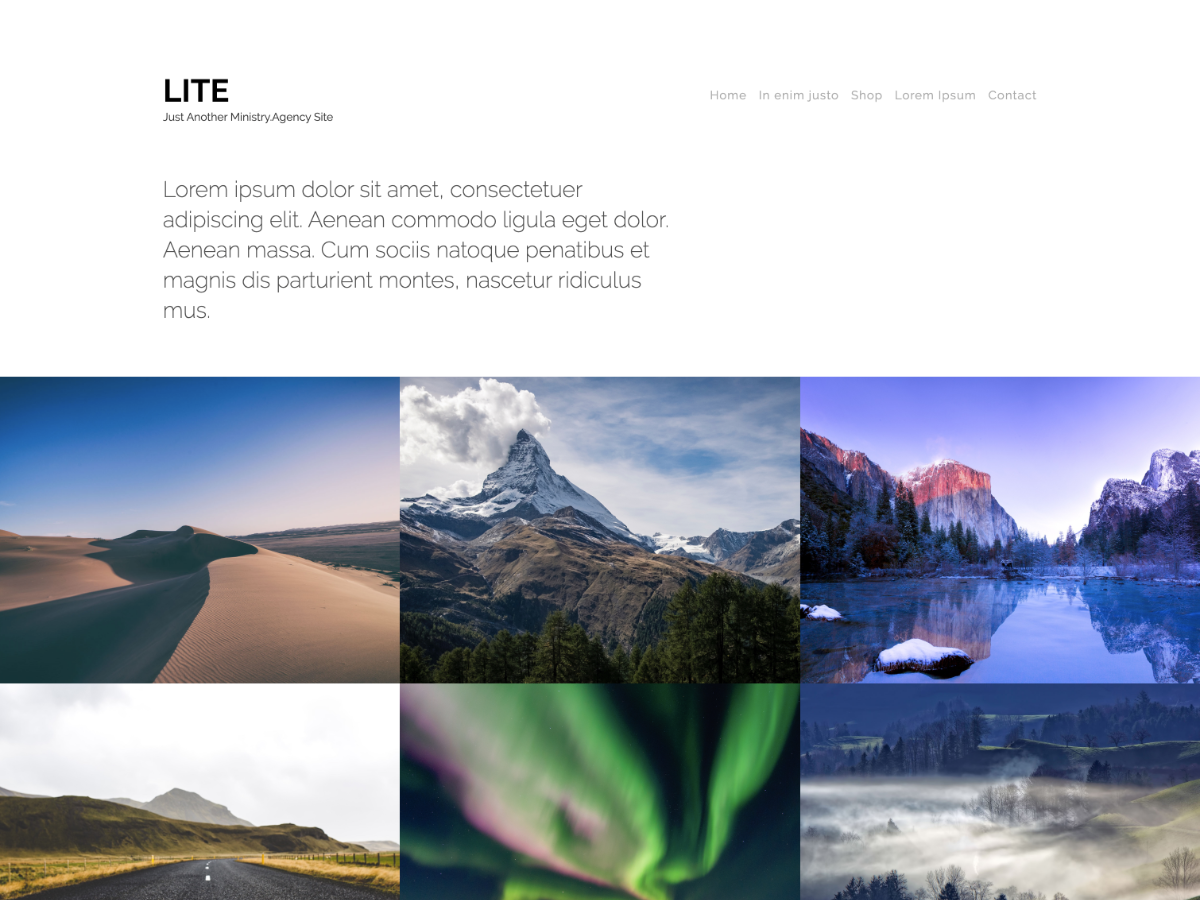 LITE
Just Another Ministry.Agency Site
Home In enim justo Shop Lorem Ipsum Contact
Lorem ipsum dolor sit amet, consectetuer
adipiscing elit. Aenean commodo ligula eget dolor.
Aenean massa. Cum sociis natoque penatibus et
magnis dis parturient montes, nascetur ridiculus
mus.